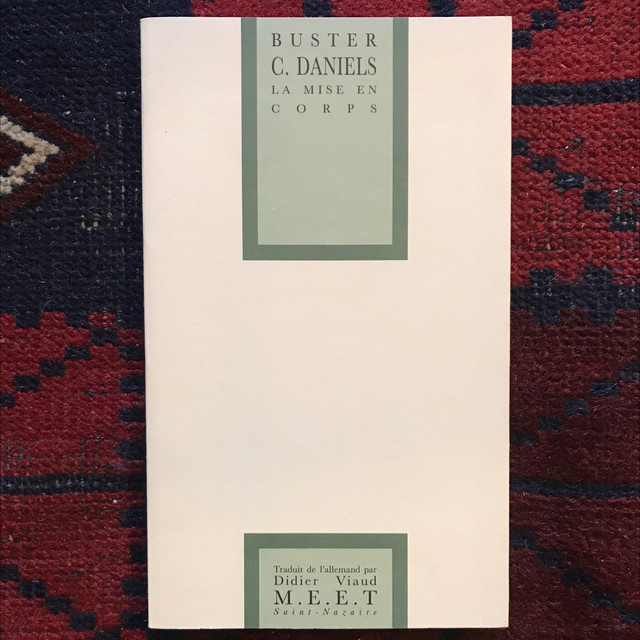 BUSTER
C. DANIELS
LA MISE EN
CORPS
Traduit de l'allemand par
Didier Viaud
M.E.E.T
Saint-Nazaire